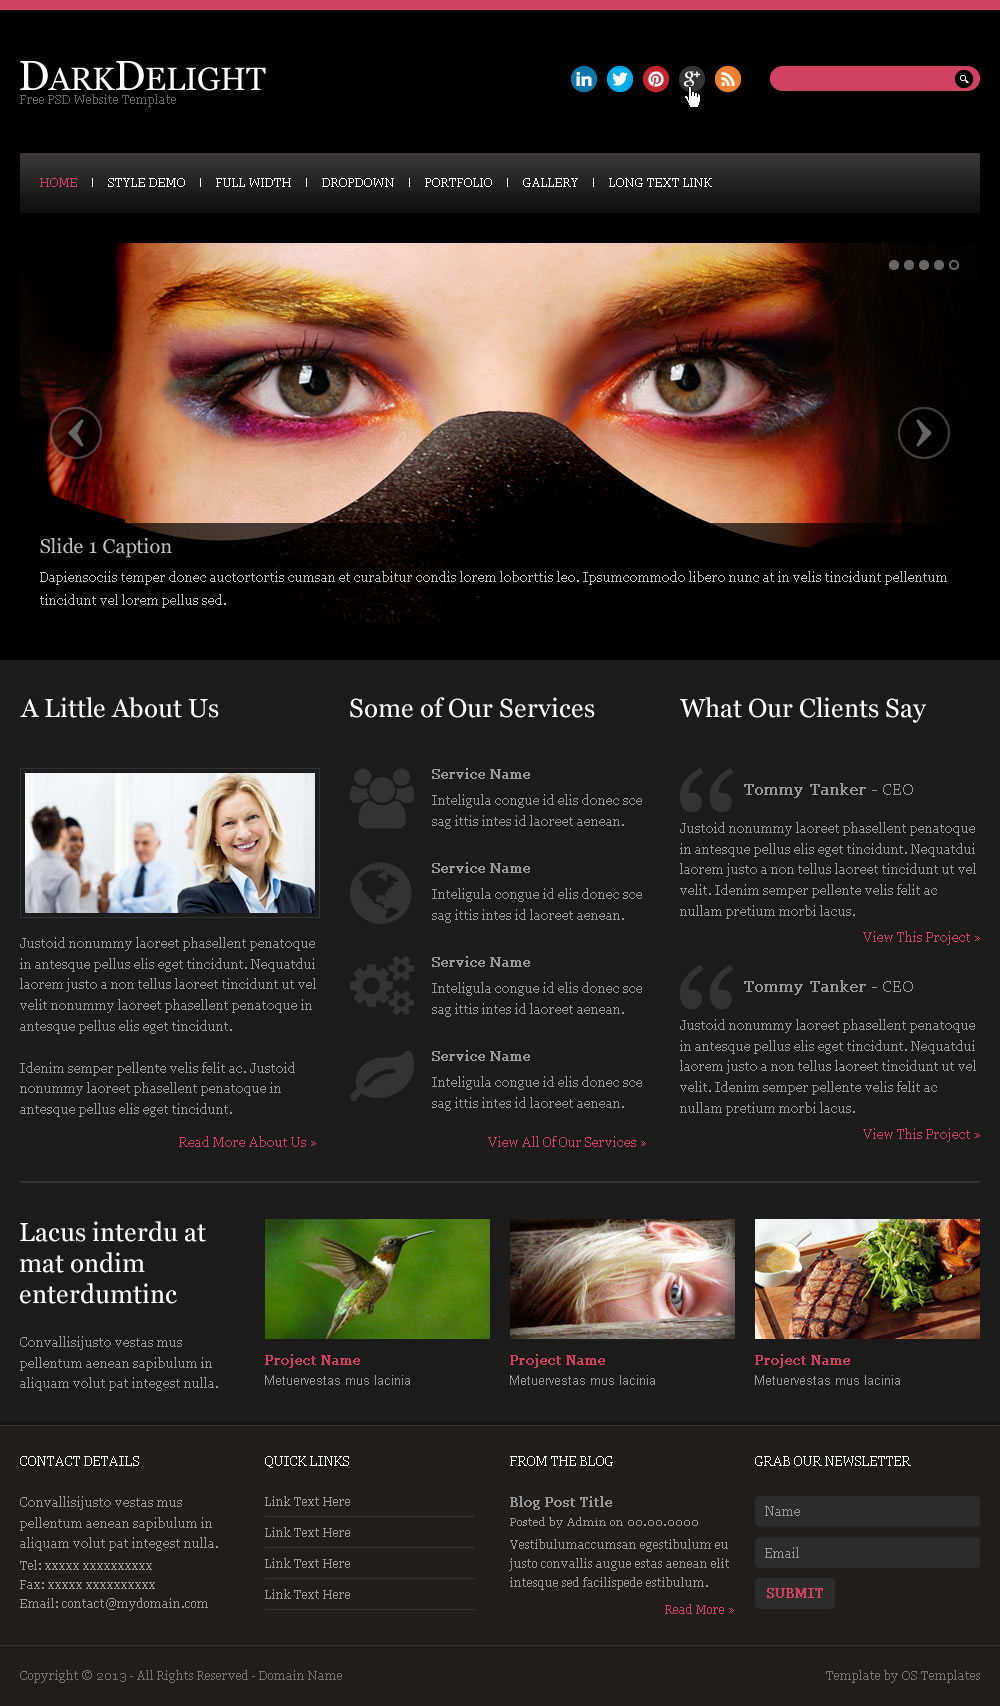 DarkDelight
Free PSD Website Template
in
g+
HOME | STYLE DEMO | FULL WIDTH | DROPDOWN | PORTFOLIO | GALLERY | LONG TEXT LINK
Slide 1 Caption
Dapiensociis temper donec auctortortis cumsan et curabitur condis lorem loborttis leo. Ipsumcommodo libero nunc at in velis tincidunt pellentum
tincidunt vel lorem pellus sed.
A Little About Us
Justoid nonummy laoreet phasellent penatoque
in antesque pellus elis eget tincidunt. Nequatdui
laorem justo a non tellus laoreet tincidunt ut vel
velit nonummy laoreet phasellent penatoque in
antesque pellus elis eget tincidunt.
Idenim semper pellente velis felit ac. Justoid
nonummy laoreet phasellent penatoque in
antesque pellus elis eget tincidunt.
Read More About Us »
Some of Our Services
Service Name
Inteligula congue id elis donec sce
sag ittis intes id laoreet aenean.
Service Name
Inteligula congue id elis donec sce
sag ittis intes id laoreet aenean.
Service Name
Inteligula congue id elis donec sce
sag ittis intes id laoreet aenean.
Service Name
Inteligula congue id elis donec sce
sag ittis intes id laoreet aenean.
View All Of Our Services »
What Our Clients Say
Tommy Tanker - CEO
Justoid nonummy laoreet phasellent penatoque
in antesque pellus elis eget tincidunt. Nequatdui
laorem justo a non tellus laoreet tincidunt ut vel
velit. Idenim semper pellente velis felit ac
nullam pretium morbi lacus.
View This Project »
Tommy Tanker - CEO
Justoid nonummy laoreet phasellent penatoque
in antesque pellus elis eget tincidunt. Nequatdui
laorem justo a non tellus laoreet tincidunt ut vel
velit. Idenim semper pellente velis felit ac
nullam pretium morbi lacus.
View This Project »
Lacus interdu at
mat ondim
enterdumtinc
Convallisijusto vestas mus
pellentum aenean sapibulum in
aliquam volut pat integest nulla.
Project Name
Metuervestas mus lacinia
Project Name
Metuervestas mus lacinia
Project Name
Metuervestas mus lacinia
CONTACT DETAILS
Convallisijusto vestas mus
pellentum aenean sapibulum in
aliquam volut pat integest nulla.
Tel: xxxxx xxxxxxxxxx
Fax: xxxxx xxxxxxxxxx
Email: contact@mydomain.com
QUICK LINKS
Link Text Here
Link Text Here
Link Text Here
Link Text Here
FROM THE BLOG
Blog Post Title
Posted by Admin on 00.00.0000
Vestibulumaccumsan egestibulum eu
justo convallis augue estas aenean elit
intesque sed facilispede estibulum.
Read More »
GRAB OUR NEWSLETTER
Name
Email
SUBMIT
Copyright © 2013 - All Rights Reserved - Domain Name
Template by OS Templates